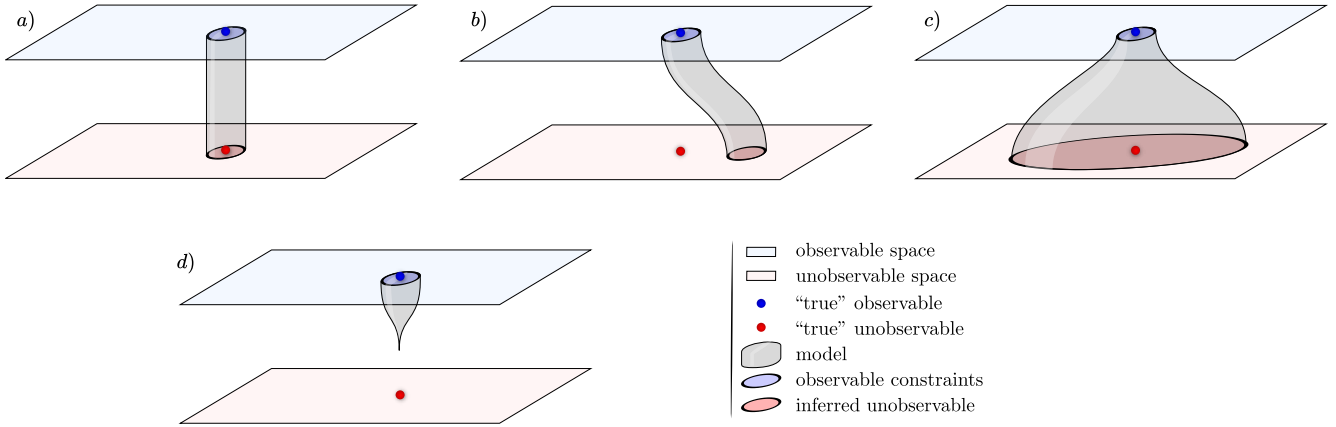 a)
b)
c)
d)
observable space
unobservable space
“true” observable
“true” unobservable
model
observable constraints
inferred unobservable